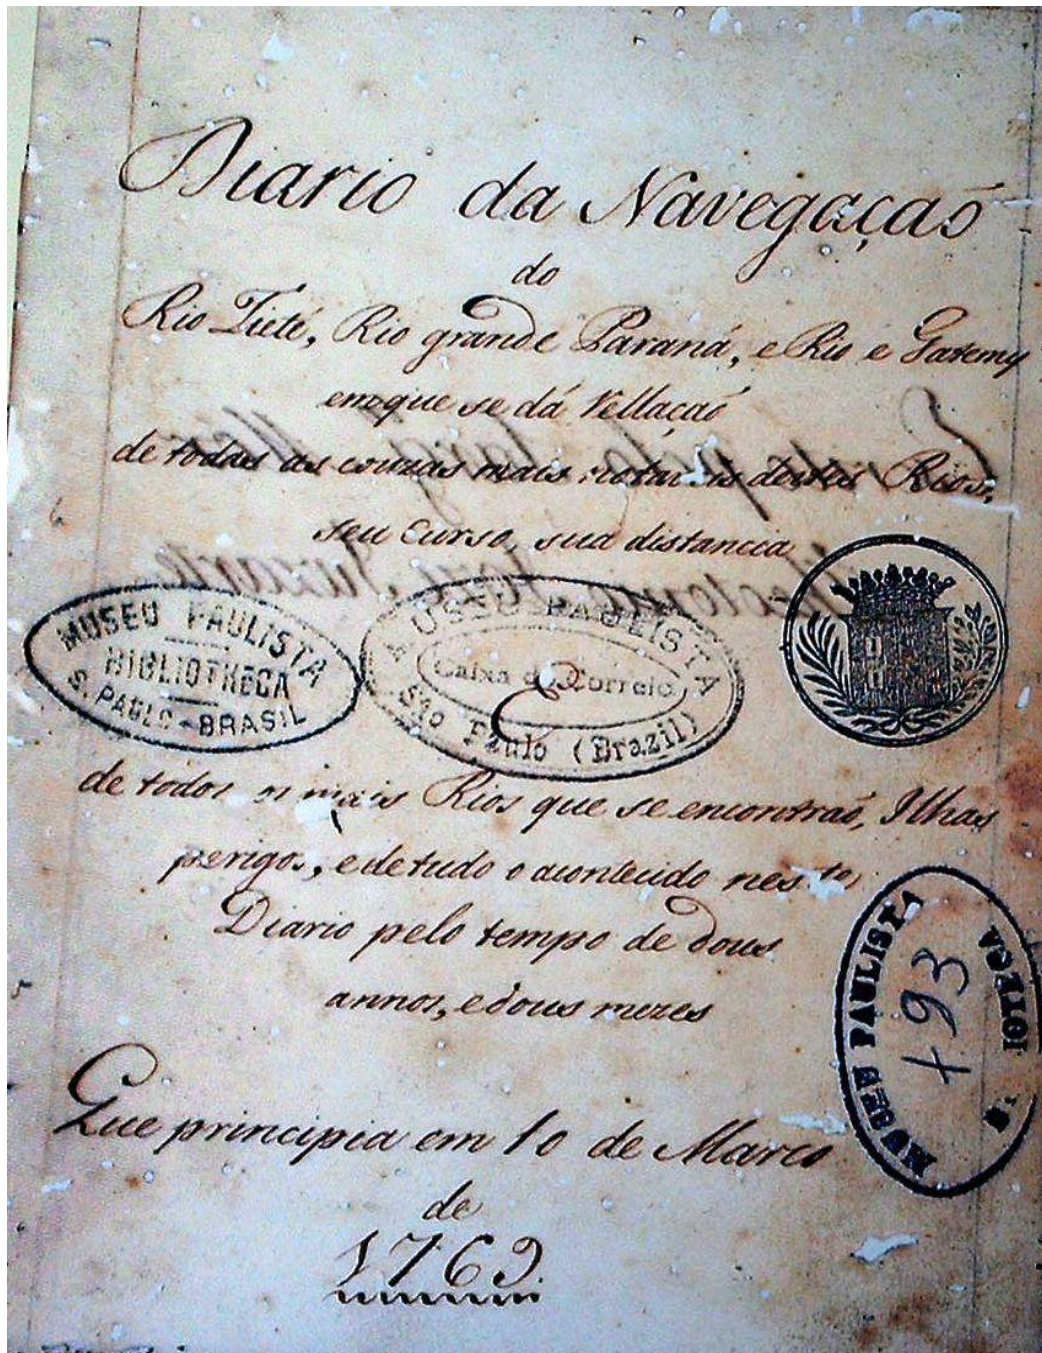 Diario da Navegaçaõ
do
Rio Tieté, Rio grande Paraná, e Rio e Gatemy
em que se dá Rellaçaõ
de todas as couzas mais notaveis destes Rios,
seu curso, sua distancia
MUSEU PAULISTA
BIBLIOTHECA
S. PAULO-BRASIL
MUSEU PAULISTA
Caixa do Correio
São Paulo (Brazil)
e
de todos os mais Rios que se encontraõ, Ilhas
perigos, e de tudo o acontecido neste
Diario pelo tempo de dous
annos, e dous mezes
MUSEU PAULISTA
793
Que principia em 10 de Março
de
1769.